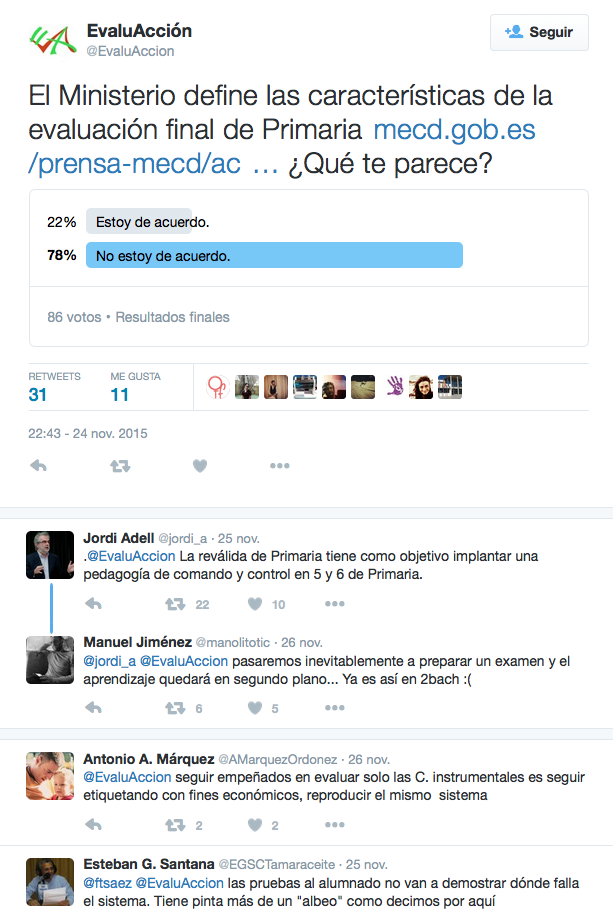 EvaluAcción
@EvaluAccion
Seguir
El Ministerio define las características de la
evaluación final de Primaria mecd.gob.es
/prensa-mecd/ac … ¿Qué te parece?
22% Estoy de acuerdo.
78% No estoy de acuerdo.
86 votos • Resultados finales
RETWEETS ME GUSTA
31 11
22:43 - 24 nov. 2015
Jordi Adell @jordi_a · 25 nov.
.@EvaluAccion La reválida de Primaria tiene como objetivo implantar una
pedagogía de comando y control en 5 y 6 de Primaria.
22 10
Manuel Jiménez @manolitotic · 26 nov.
@jordi_a @EvaluAccion pasaremos inevitablemente a preparar un examen y el
aprendizaje quedará en segundo plano... Ya es así en 2bach :(
6 5
Antonio A. Márquez @AMarquezOrdonez · 26 nov.
@EvaluAccion seguir empeñados en evaluar solo las C. instrumentales es seguir
etiquetando con fines económicos, reproducir el mismo sistema
2 2
Esteban G. Santana @EGSCTamaraceite · 25 nov.
@ftsaez @EvaluAccion las pruebas al alumnado no van a demostrar dónde falla
el sistema. Tiene pinta más de un "albeo" como decimos por aquí